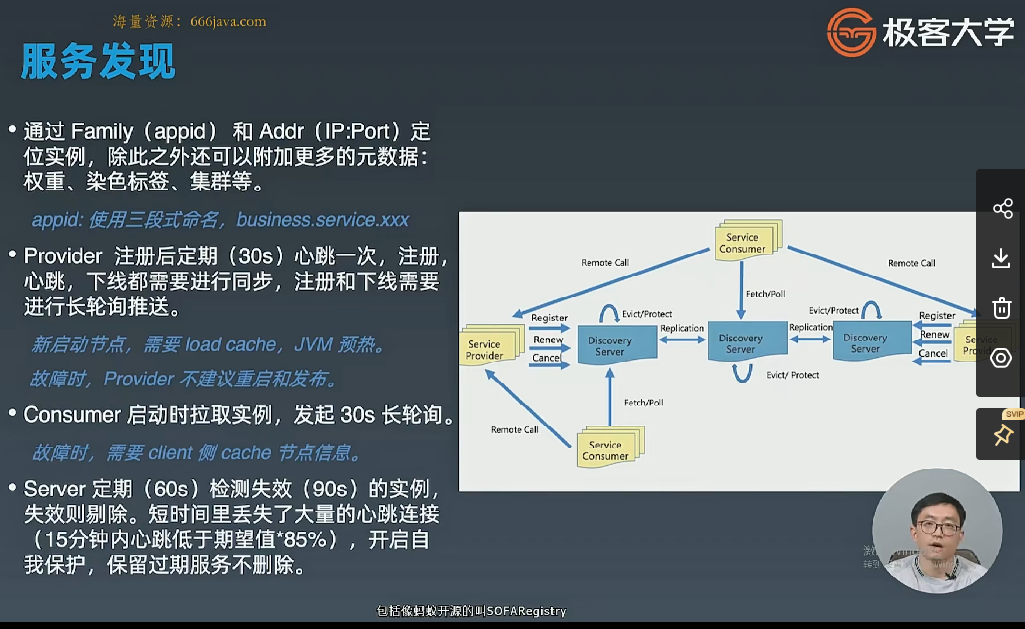 海量资源：666java.com
极客大学
服务发现
• 通过 Family（appid） 和 Addr（IP:Port）定
位实例，除此之外还可以附加更多的元数据：
权重、染色标签、集群等。
appid: 使用三段式命名，business.service.xxx
• Provider 注册后定期（30s）心跳一次，注册，
心跳，下线都需要进行同步，注册和下线需要
进行长轮询推送。
新启动节点，需要 load cache，JVM 预热。
故障时，Provider 不建议重启和发布。
• Consumer 启动时拉取实例，发起 30s 长轮询。
故障时，需要 client 侧 cache 节点信息。
• Server 定期（60s）检测失效（90s）的实例，
失效则剔除。短时间里丢失了大量的心跳连接
（15分钟内心跳低于期望值*85%），开启自
我保护，保留过期服务不删除。
Service
Consumer
Remote Call
Remote Call
Fetch/Poll
Register
Renew
Cancel
Evict/Protect
Replication
Replication
Evict/Protect
Register
Renew
Cancel
Service
Provider
Discovery
Server
Discovery
Server
Discovery
Server
Service
Evict/ Protect
Fetch/Poll
Remote Call
Service
Consumer
SVIP
包括像蚂蚁开源的叫SOFARegistry